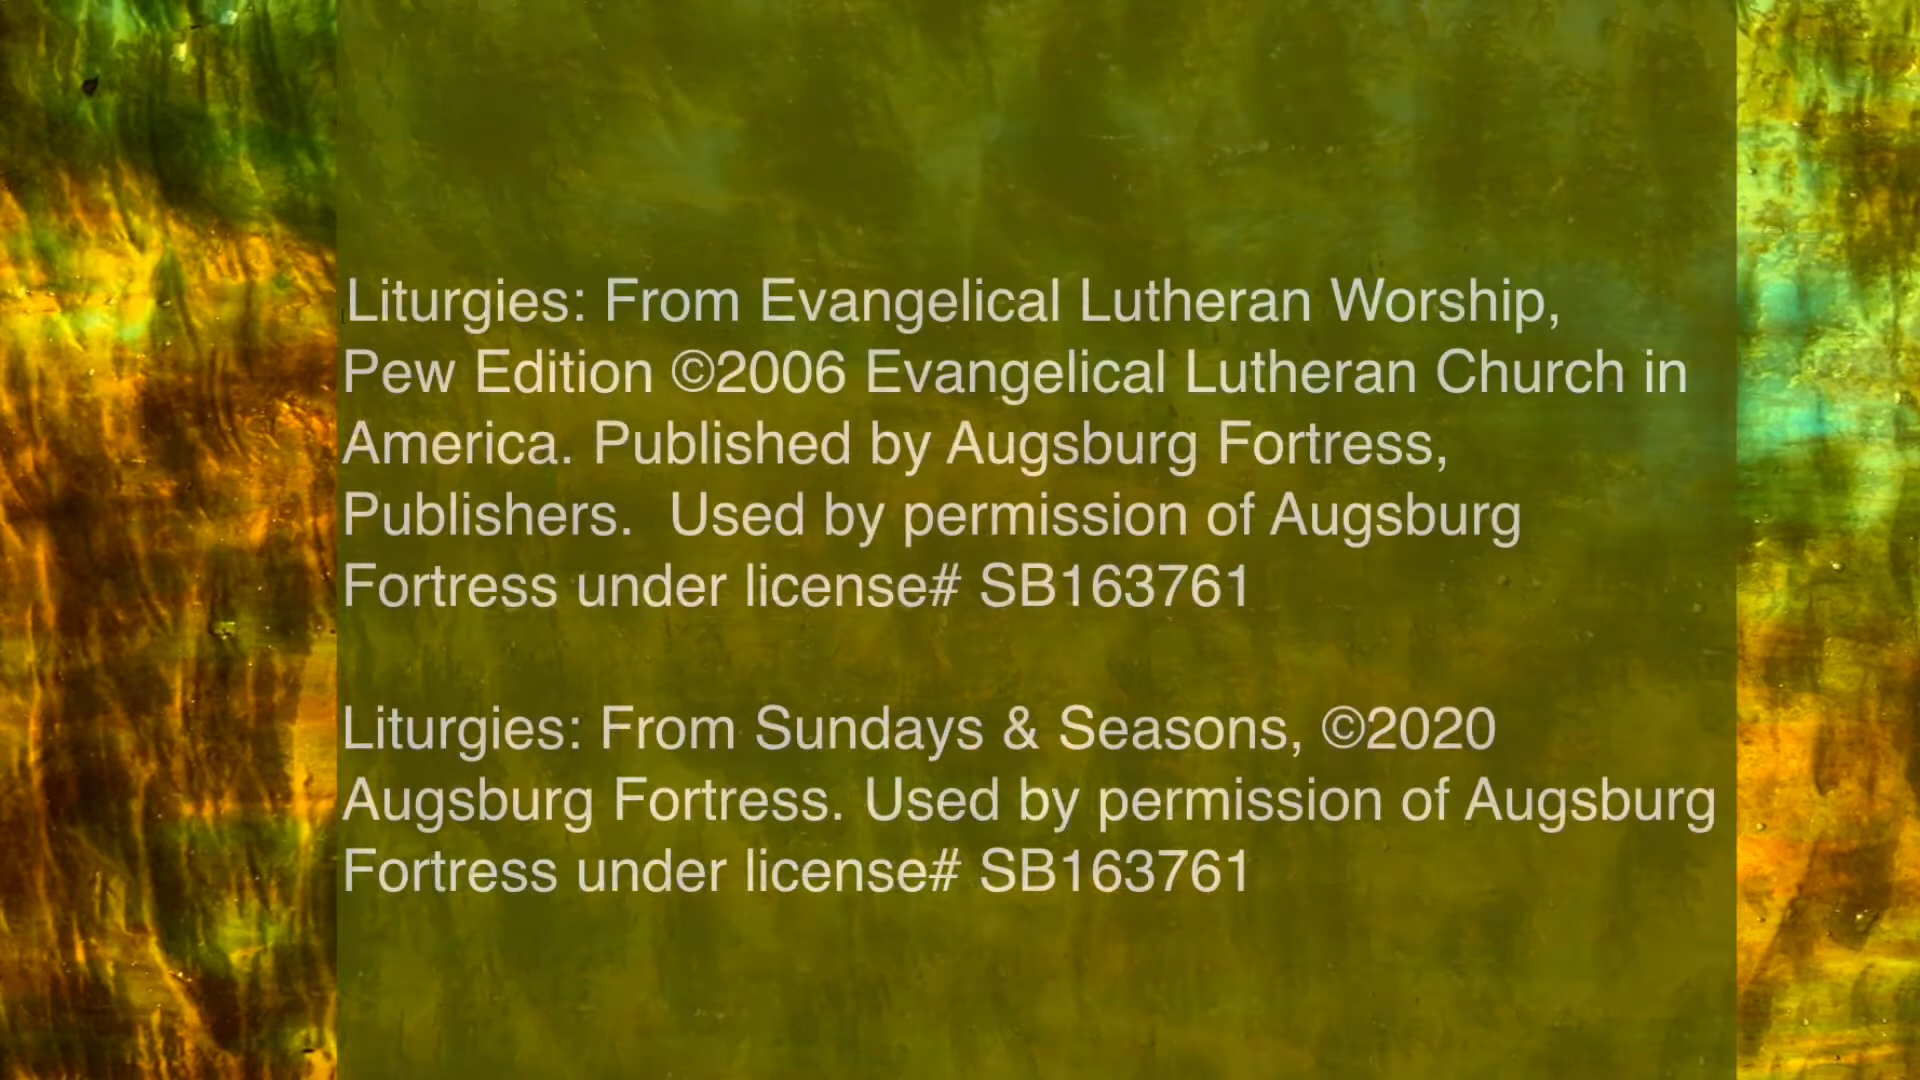 Liturgies: From Evangelical Lutheran Worship,
Pew Edition ©2006 Evangelical Lutheran Church in
America. Published by Augsburg Fortress,
Publishers.  Used by permission of Augsburg
Fortress under license# SB163761
Liturgies: From Sundays & Seasons, ©2020
Augsburg Fortress. Used by permission of Augsburg
Fortress under license# SB163761